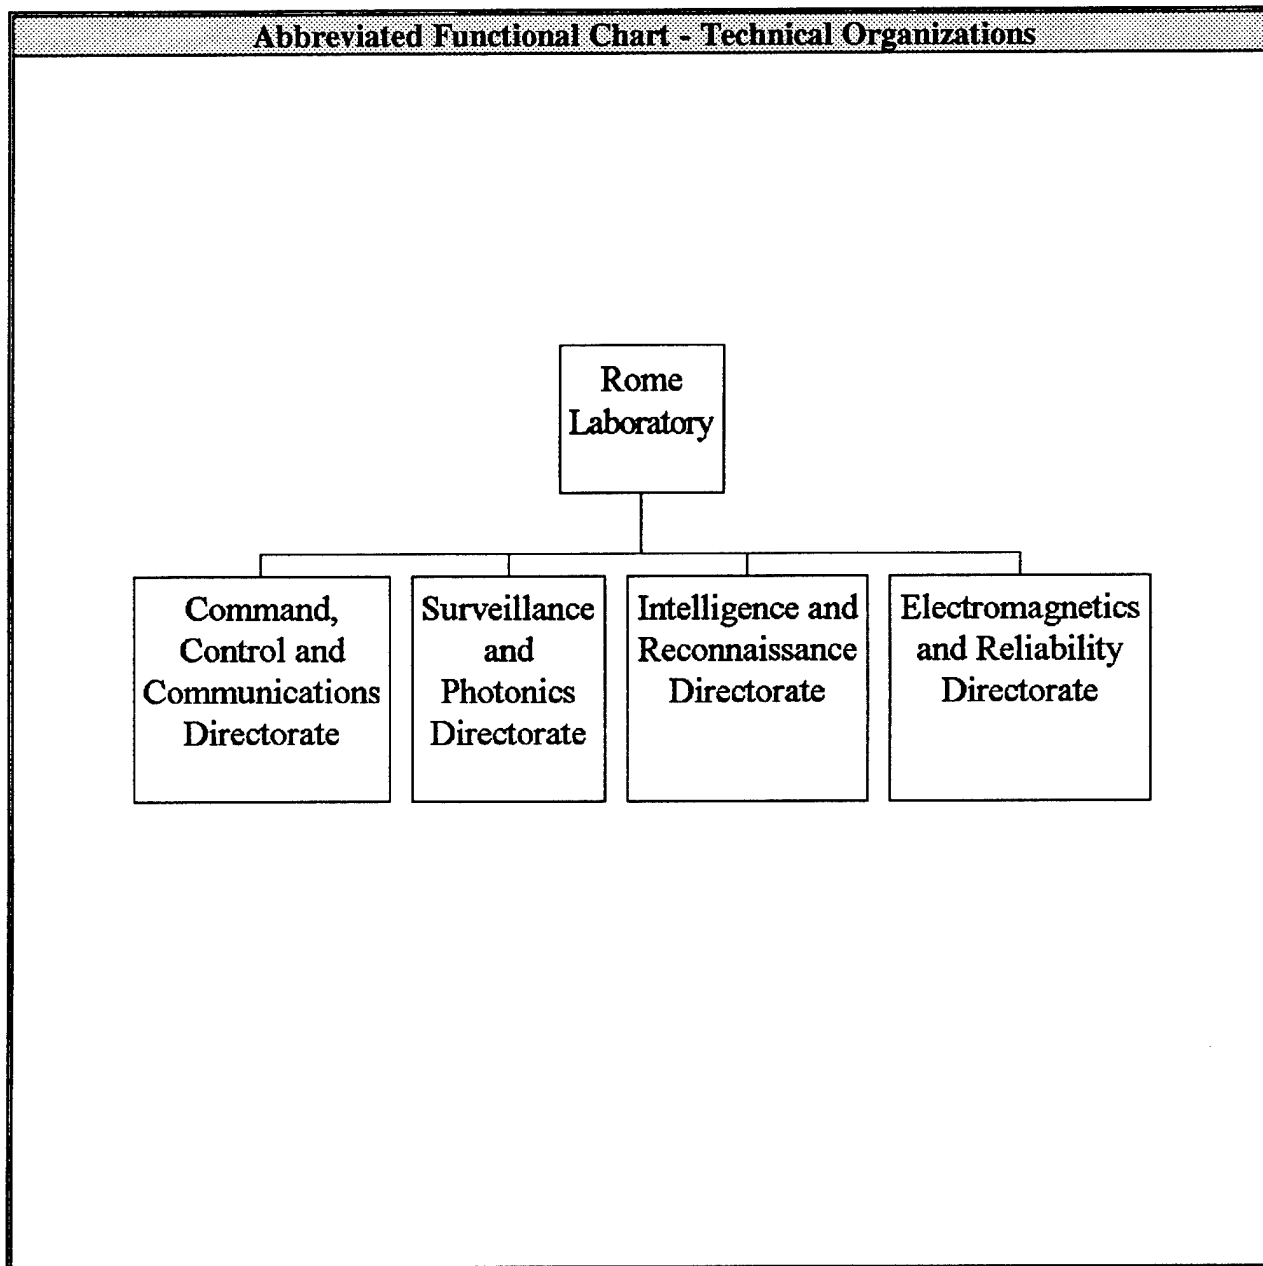 Abbreviated Functional Chart - Technical Organizations
Rome
Laboratory
Command,
Control and
Communications
Directorate
Surveillance
and
Photonics
Directorate
Intelligence and
Reconnaissance
Directorate
Electromagnetics
and Reliability
Directorate